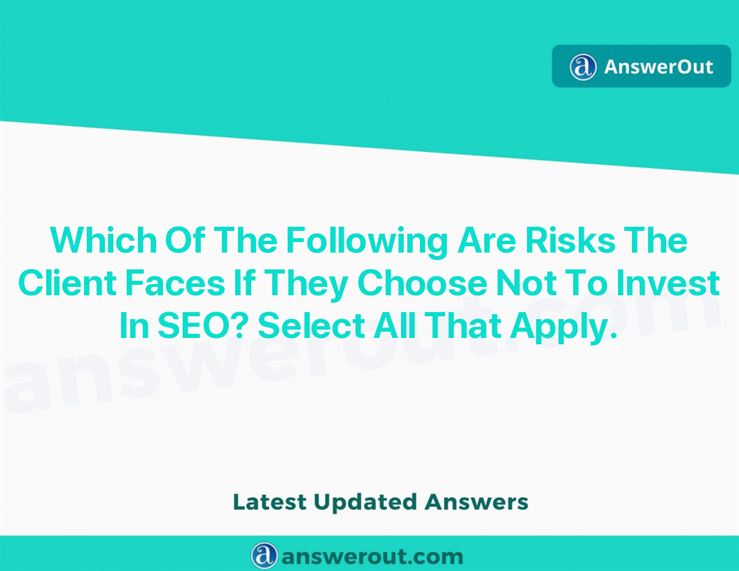 AnswerOut
Which Of The Following Are Risks The
Client Faces If They Choose Not To Invest
In SEO? Select All That Apply.
answerout.com
Latest Updated Answers
answerout.com